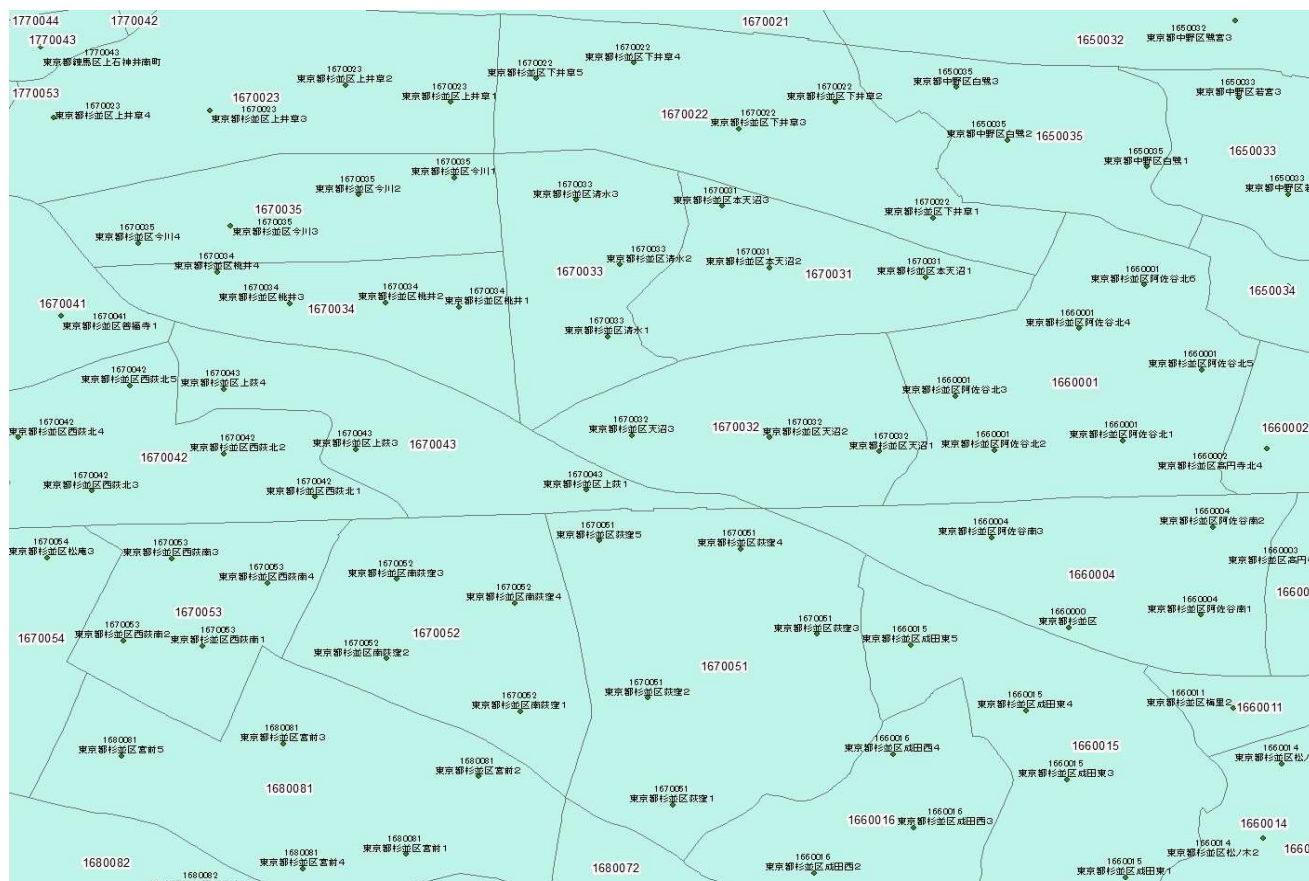 1770044
1770042
1670021
1650032
1650032
東京都中野区鷺宮3
1770043
1770043
東京都練馬区上石神井南町
1670022
東京都杉並区下井草4
1670022
東京都杉並区下井草5
1670023
東京都杉並区上井草2
1650035
東京都中野区白鷺3
1650033
東京都中野区若宮3
1770053
1670023
1670023
東京都杉並区上井草1
1670022
東京都杉並区下井草2
1670023
東京都杉並区上井草4
1670023
東京都杉並区上井草3
1670022
1670022
東京都杉並区下井草3
東京都中野区白鷺2
1650035
1650033
1650035
東京都中野区白鷺1
1670035
東京都杉並区今川1
1670035
東京都杉並区今川2
1670033
東京都杉並区清水3
1670031
東京都杉並区本天沼3
1650033
1670035
1670035
東京都杉並区今川3
1670022
東京都杉並区下井草1
1670035
東京都杉並区今川4
1670034
東京都杉並区桃井4
1670033
東京都杉並区清水2
1670033
1670031
東京都杉並区本天沼2
1670031
1670031
東京都杉並区本天沼1
1660001
東京都杉並区阿佐谷北6
1650034
1670034
東京都杉並区桃井3
1670034
1670034
東京都杉並区桃井2
1670034
東京都杉並区桃井1
1670041
1670041
東京都杉並区善福寺1
1670033
東京都杉並区清水1
1660001
東京都杉並区阿佐谷北4
1660001
東京都杉並区阿佐谷北5
1670042
東京都杉並区西荻北5
1670043
東京都杉並区上荻4
1660001
東京都杉並区阿佐谷北3
1660001
1670042
東京都杉並区西荻北4
1670042
東京都杉並区西荻北2
1670043
東京都杉並区上荻3
1670043
1670032
東京都杉並区天沼3
1670032
1670032
東京都杉並区天沼2
1670032
東京都杉並区天沼1
1660001
東京都杉並区阿佐谷北2
1660001
東京都杉並区阿佐谷北1
1660002
1670042
1660002
東京都杉並区高円寺北4
1670042
東京都杉並区西荻北3
1670042
東京都杉並区西荻北1
1670043
東京都杉並区上荻1
1670054
東京都杉並区松庵3
1670053
東京都杉並区西荻南3
1670051
東京都杉並区荻窪5
1670051
東京都杉並区荻窪4
1660004
東京都杉並区阿佐谷南3
1660004
東京都杉並区阿佐谷南2
1660003
1670053
東京都杉並区西荻南4
1670052
東京都杉並区南荻窪3
1670052
東京都杉並区南荻窪4
1660004
1670053
1660004
東京都杉並区阿佐谷南1
1660000
東京都杉並区
1670054
1670053
東京都杉並区西荻南2
1670053
東京都杉並区西荻南1
1670052
1670052
東京都杉並区南荻窪2
1670051
東京都杉並区荻窪3
1660015
東京都杉並区成田東5
1670051
1670051
東京都杉並区荻窪2
1670052
東京都杉並区南荻窪1
1660015
東京都杉並区成田東4
1660011
東京都杉並区梅里2
1660011
1680081
東京都杉並区宮前5
1680081
東京都杉並区宮前3
1660016
東京都杉並区成田西4
1660015
1660014
1680081
東京都杉並区宮前2
1660015
東京都杉並区成田東3
1680081
1670051
東京都杉並区荻窪1
1660016
1660016
東京都杉並区成田西3
1660014
1680082
1680081
東京都杉並区宮前4
1680081
東京都杉並区宮前1
1680072
1660016
東京都杉並区成田西2
1660014
東京都杉並区松ノ木2
1660015
東京都杉並区成田東1
1680082